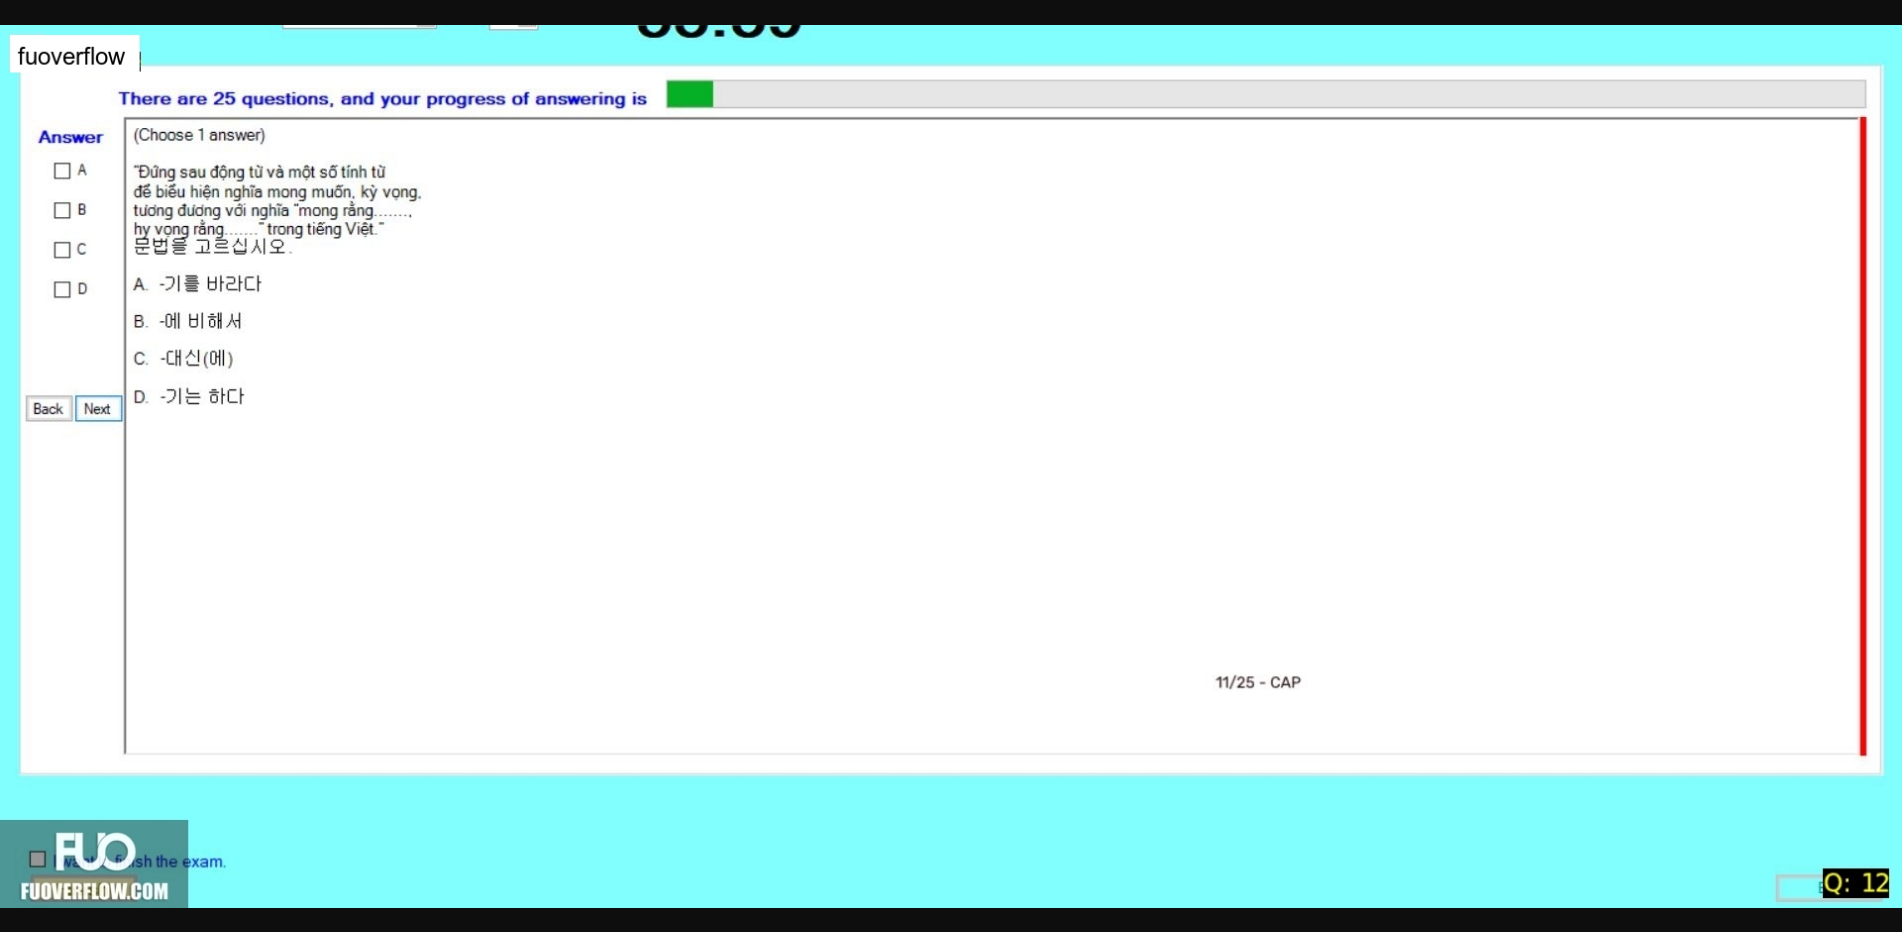 fuoverflow
There are 25 questions, and your progress of answering is
Answer
(Choose 1 answer)
A
B
C
D
"Đứng sau động từ và một số tính từ
để biểu hiện nghĩa mong muốn, kỳ vọng,
tương đương với nghĩa "mong rằng.......,
hy vọng rằng......." trong tiếng Việt."
문법을 고르십시오.
A. -기를 바라다
B. -에 비해서
C. -대신(에)
D. -기는 하다
Back Next
11/25 - CAP
FUO
finish the exam.
FUOVERFLOW.COM
Q: 12